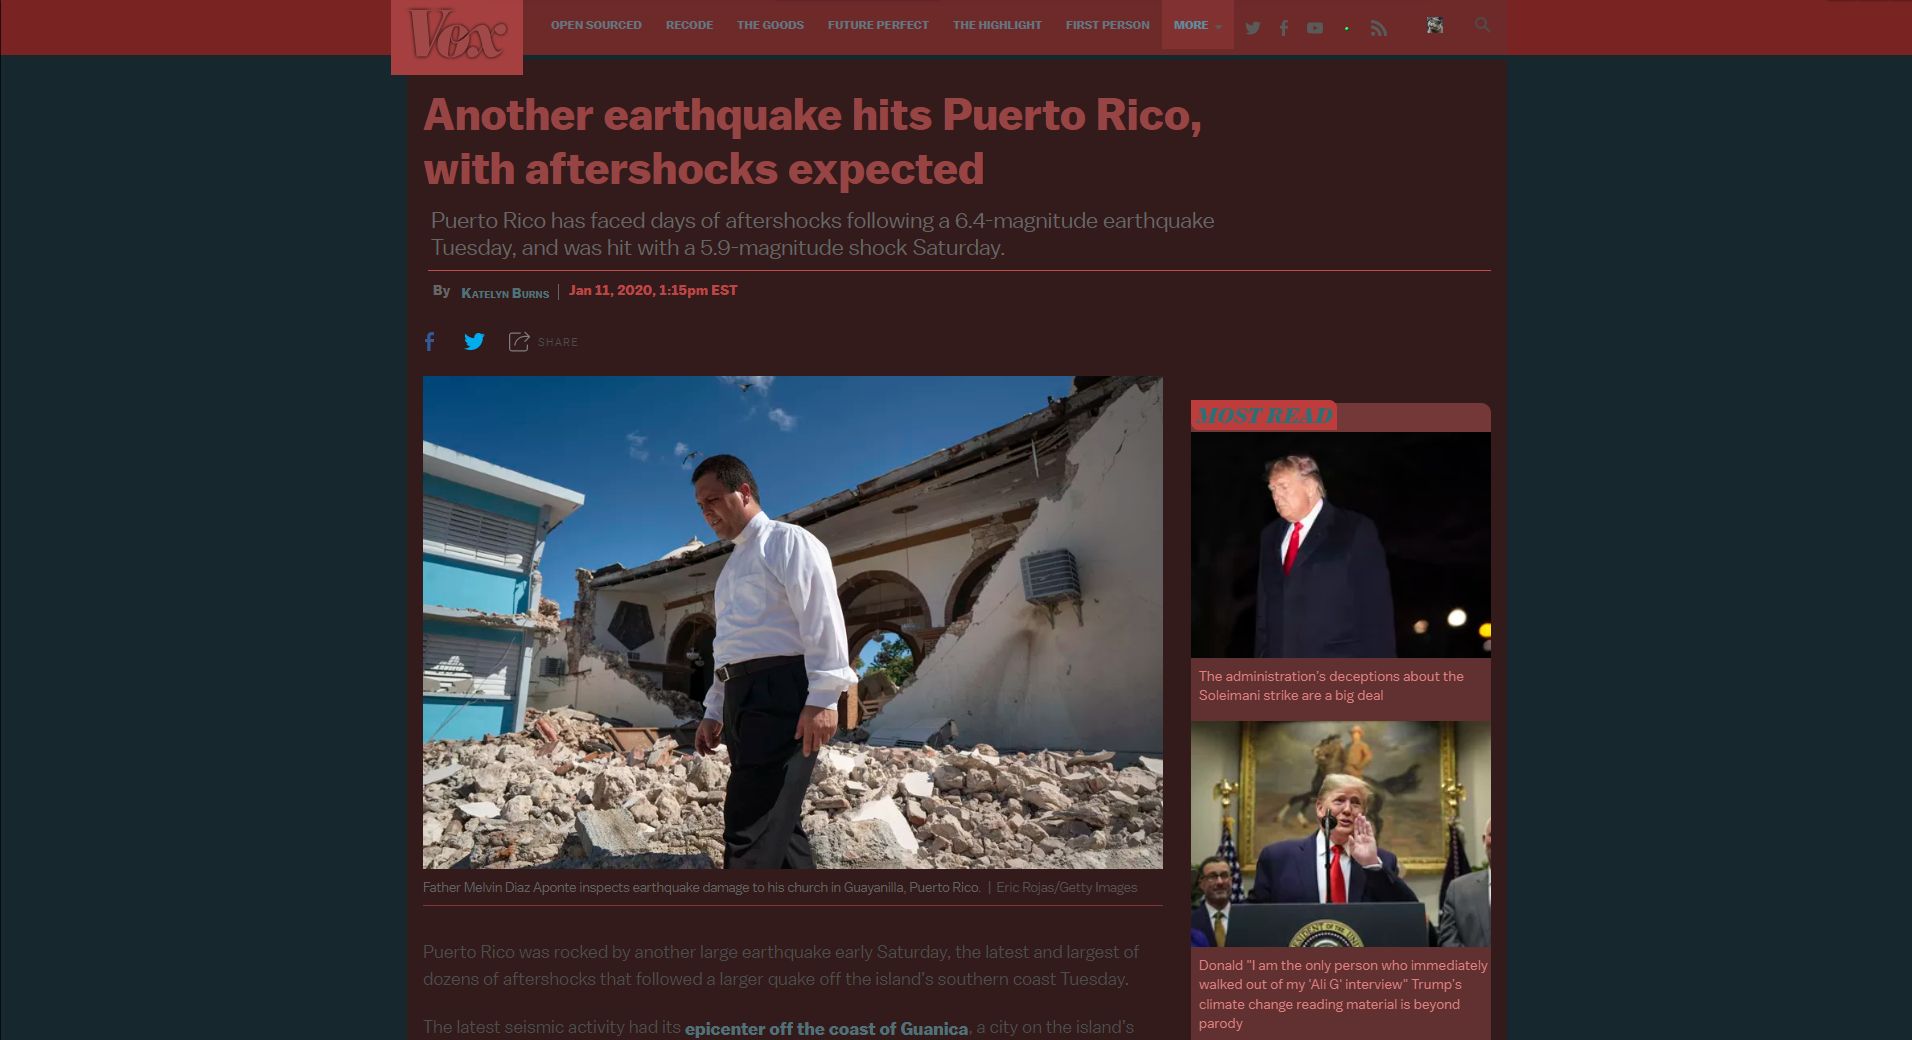 Vox
OPEN SOURCED
RECODE
THE GOODS
FUTURE PERFECT
THE HIGHLIGHT
FIRST PERSON
MORE
Another earthquake hits Puerto Rico,
with aftershocks expected
Puerto Rico has faced days of aftershocks following a 6.4-magnitude earthquake
Tuesday, and was hit with a 5.9-magnitude shock Saturday.
By Katelyn Burns | Jan 11, 2020, 1:15pm EST
SHARE
Father Melvin Diaz Aponte inspects earthquake damage to his church in Guayanilla, Puerto Rico. | Eric Rojas/Getty Images
Puerto Rico was rocked by another large earthquake early Saturday, the latest and largest of
dozens of aftershocks that followed a larger quake off the island's southern coast Tuesday.
The latest seismic activity had its epicenter off the coast of Guanica, a city on the island's
MOST READ
The administration's deceptions about the
Soleimani strike are a big deal
PRESIDENT OF THE UN
Donald "I am the only person who immediately
walked out of my 'Ali G' interview" Trump's
climate change reading material is beyond
parody